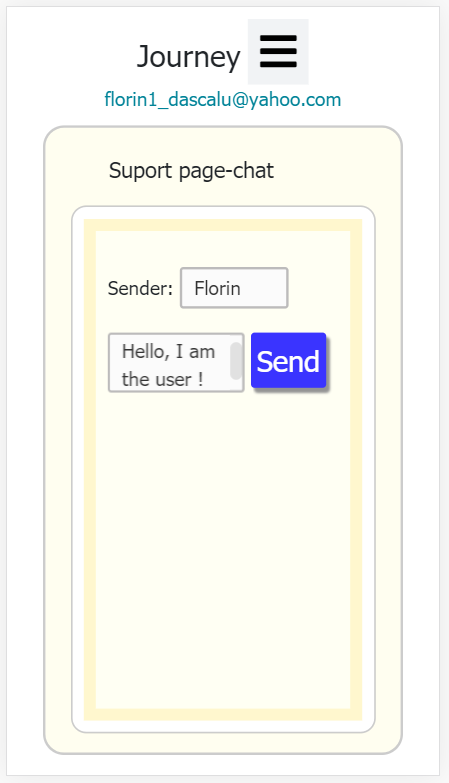 Journey
florin1_dascalu@yahoo.com
Suport page-chat
Sender: Florin
Hello, I am
the user ! Send